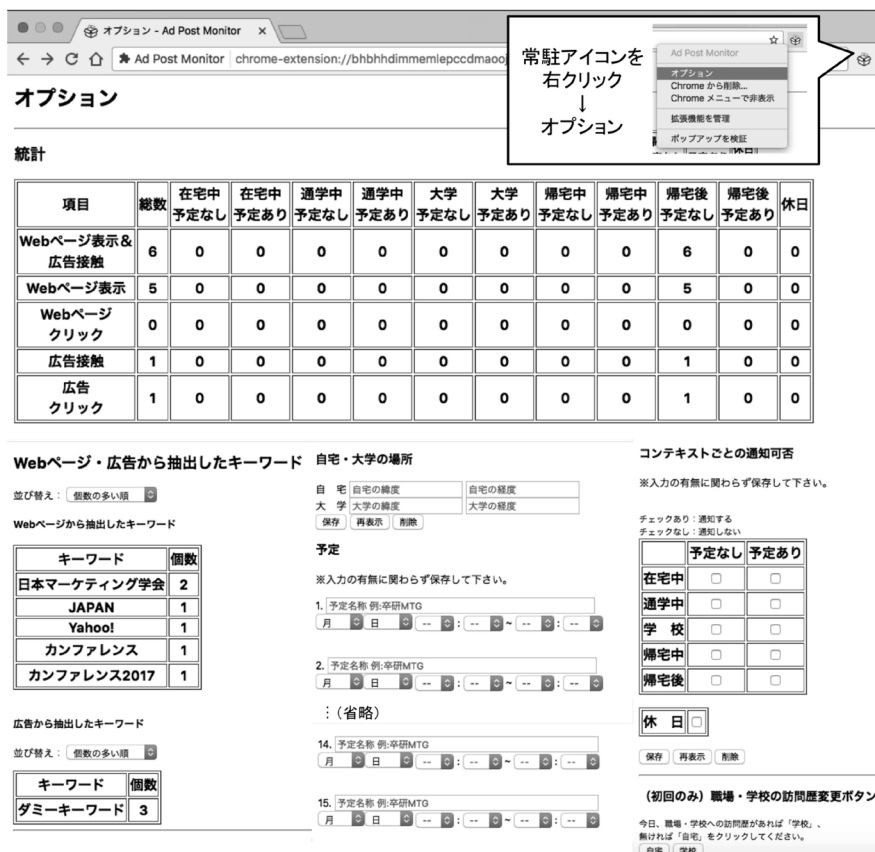 オプション - Ad Post Monitor
Ad Post Monitor
chrome-extension://bhbhhdimmemlepccdmaooj
常駐アイコンを
右クリック
↓
オプション
Ad Post Monitor
オプション
Chrome から削除...
Chrome メニューで非表示
拡張機能を管理
ポップアップを検証
休日
オプション
統計
項目 総数 在宅中 予定なし 在宅中 予定あり 通学中 予定なし 通学中 予定あり 大学 予定なし 大学 予定あり 帰宅中 予定なし 帰宅中 予定あり 帰宅後 予定なし 帰宅後 予定あり 休日
Webページ表示&広告接触 6 0 0 0 0 0 0 0 0 6 0 0
Webページ表示 5 0 0 0 0 0 0 0 0 5 0 0
Webページクリック 0 0 0 0 0 0 0 0 0 0 0 0
広告接触 1 0 0 0 0 0 0 0 0 1 0 0
広告クリック 1 0 0 0 0 0 0 0 0 1 0 0
Webページ・広告から抽出したキーワード
並び替え： 個数の多い順
Webページから抽出したキーワード
キーワード 個数
日本マーケティング学会 2
JAPAN 1
Yahoo! 1
カンファレンス 1
カンファレンス2017 1
広告から抽出したキーワード
並び替え： 個数の多い順
キーワード 個数
ダミーキーワード 3
自宅・大学の場所
自 宅 自宅の緯度 自宅の経度
大 学 大学の緯度 大学の経度
保存 再表示 削除
予定
※入力の有無に関わらず保存して下さい。
1. 予定名称 例:卒研MTG
月 日 -- : -- ~ -- : --
2. 予定名称 例:卒研MTG
月 日 -- : -- ~ -- : --
⋮（省略）
14. 予定名称 例:卒研MTG
月 日 -- : -- ~ -- : --
15. 予定名称 例:卒研MTG
月 日 -- : -- ~ -- : --
コンテキストごとの通知可否
※入力の有無に関わらず保存して下さい。
チェックあり：通知する
チェックなし：通知しない
予定なし 予定あり
在宅中
通学中
学 校
帰宅中
帰宅後
休 日
保存 再表示 削除
（初回のみ）職場・学校の訪問歴変更ボタン
今日、職場・学校への訪問歴があれば「学校」、
無ければ「自宅」をクリックしてください。
自宅 学校